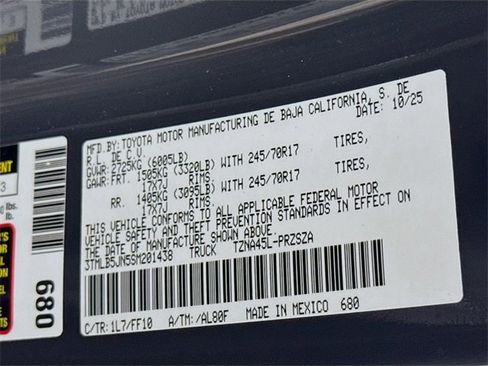 MFD.BY:TOYOTA MOTOR MANUFACTURING DE BAJA CALIFORNIA, S. DE
R.L. DE C.V. 10/25
GVWR: 2725KG (6005LB)
GAWR:FRT. 1505KG (3320LB) WITH 245/70R17 TIRES,
17X7J RIMS,
RR. 1405KG (3095LB) WITH 245/70R17 TIRES,
17X7J RIMS,
THIS VEHICLE CONFORMS TO ALL APPLICABLE FEDERAL MOTOR
VEHICLE SAFETY AND THEFT PREVENTION STANDARDS IN EFFECT ON
THE DATE OF MANUFACTURE SHOWN ABOVE.
3TMLB5JN5SM201438 TRUCK TZNA45L-PRZSZA
C/TR:1L7/FF10 A/TM:/AL80F MADE IN MEXICO 680
089